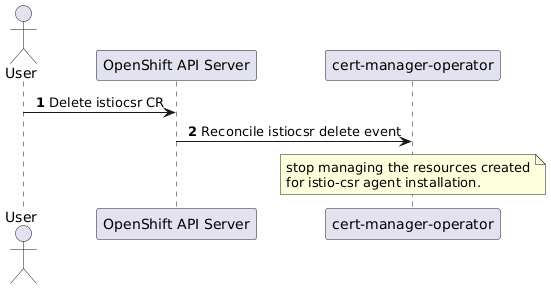 User
OpenShift API Server
cert-manager-operator
1 Delete istiocsr CR
2 Reconcile istiocsr delete event
stop managing the resources created
for istio-csr agent installation.
User
OpenShift API Server
cert-manager-operator